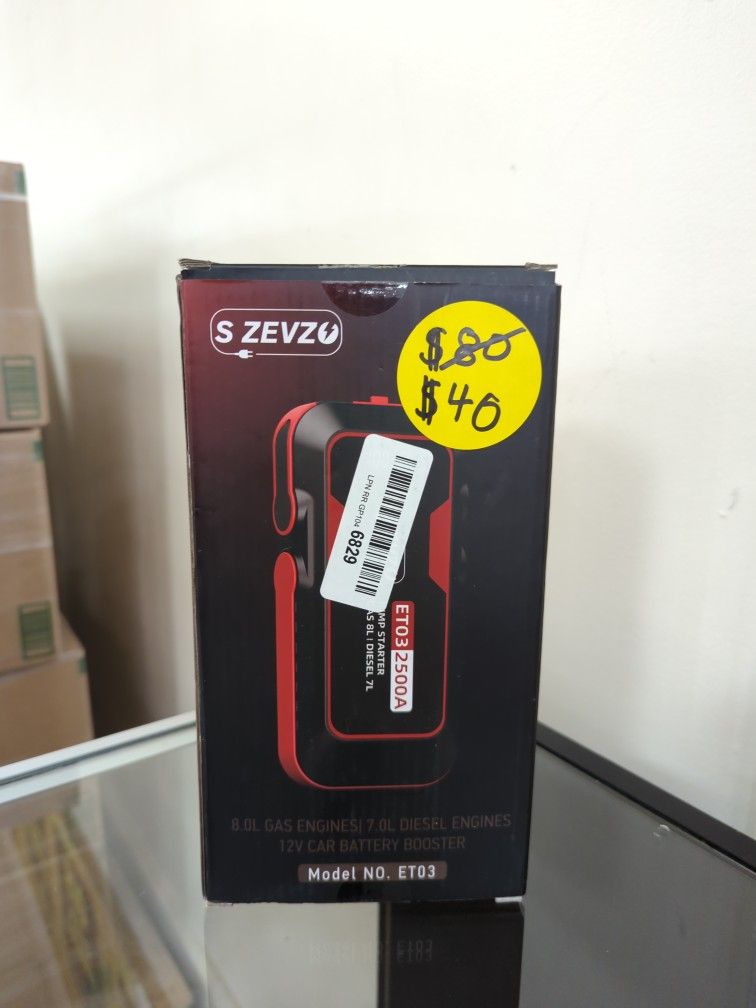 S ZEVZO
$80
$40
LPN RR GP104 6829
ET03 2500A
MP STARTER
AS 8L | DIESEL 7L
8.0L GAS ENGINES| 7.0L DIESEL ENGINES
12V CAR BATTERY BOOSTER
Model NO. ET03